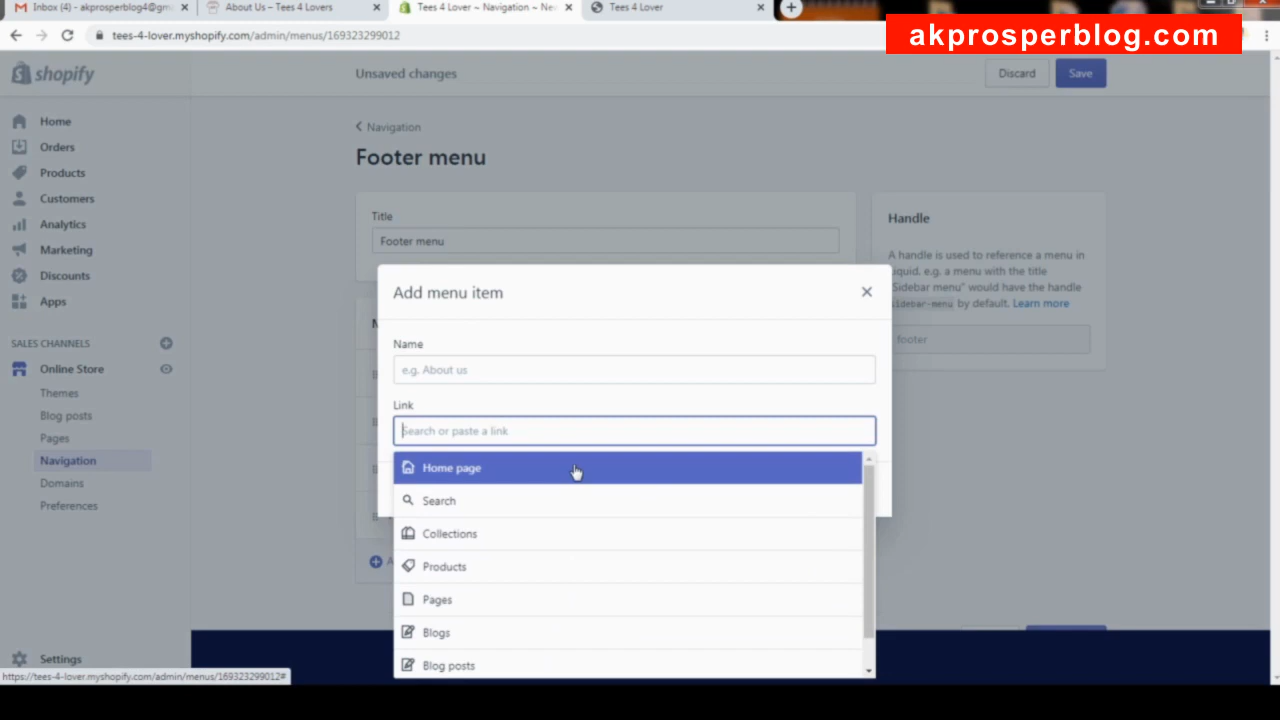 Inbox (4) - akprosperblog4@gm
About Us – Tees 4 Lovers
Tees 4 Lover ~ Navigation ~
Tees 4 Lover
tees-4-lover.myshopify.com/admin/menus/169323299012
akprosperblog.com
shopify
Unsaved changes
Discard
Save
Home
Orders
Products
Customers
Analytics
Marketing
Discounts
Apps
SALES CHANNELS
Online Store
Themes
Blog posts
Pages
Navigation
Domains
Preferences
Settings
Navigation
Footer menu
Title
Footer menu
Handle
A handle is used to reference a menu in
Liquid. e.g. a menu with the title
"Sidebar menu" would have the handle
sidebar-menu by default. Learn more
footer
Add menu item
Name
e.g. About us
Link
Search or paste a link
Home page
Search
Collections
Products
Pages
Blogs
Blog posts
https://tees-4-lover.myshopify.com/admin/menus/169323299012#